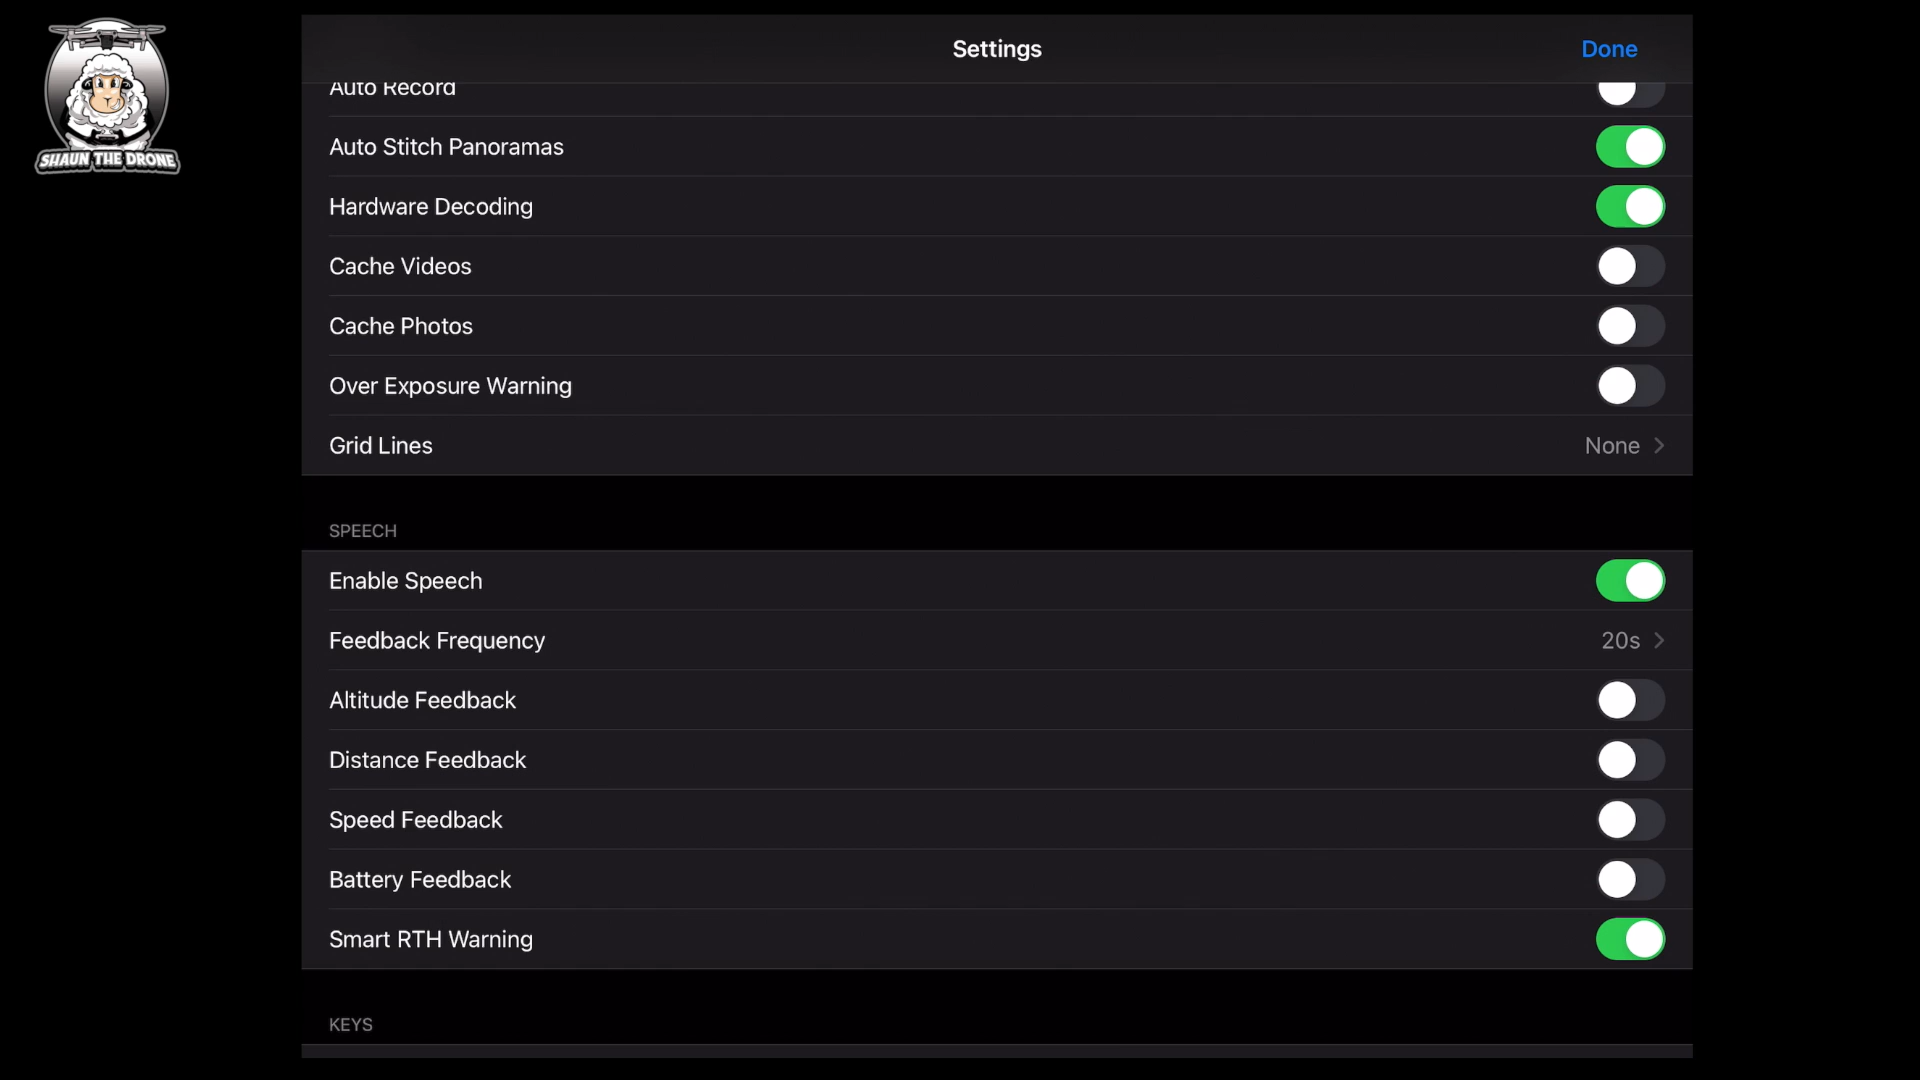 SHAUN THE DRONE
Settings
Done
Auto Record
Auto Stitch Panoramas
Hardware Decoding
Cache Videos
Cache Photos
Over Exposure Warning
Grid Lines
None
SPEECH
Enable Speech
Feedback Frequency
20s
Altitude Feedback
Distance Feedback
Speed Feedback
Battery Feedback
Smart RTH Warning
KEYS